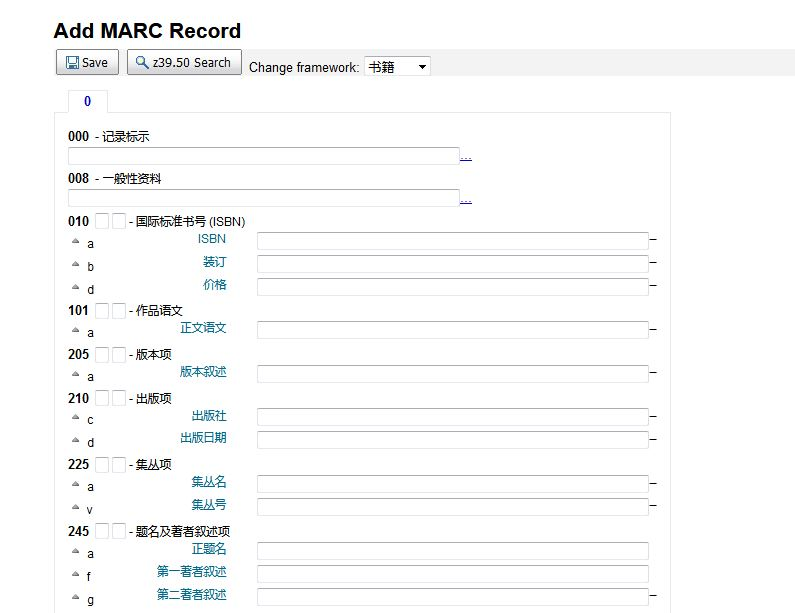 Add MARC Record
Save z39.50 Search Change framework: 书籍
0
000 - 记录标示
...
008 - 一般性资料
...
010 - 国际标准书号 (ISBN)
a ISBN
b 装订
d 价格
101 - 作品语文
a 正文语文
205 - 版本项
a 版本叙述
210 - 出版项
c 出版社
d 出版日期
225 - 集丛项
a 集丛名
v 集丛号
245 - 题名及著者叙述项
a 正题名
f 第一著者叙述
g 第二著者叙述